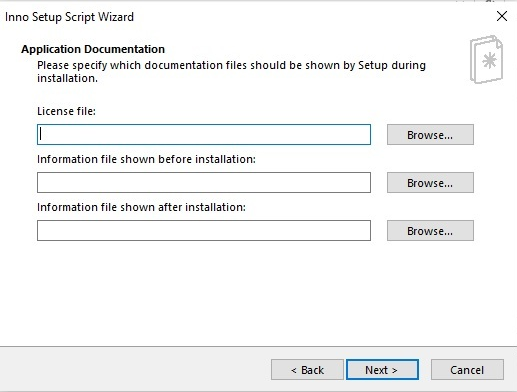 Inno Setup Script Wizard
Application Documentation
Please specify which documentation files should be shown by Setup during
installation.
License file:
Browse...
Information file shown before installation:
Browse...
Information file shown after installation:
Browse...
< Back
Next >
Cancel